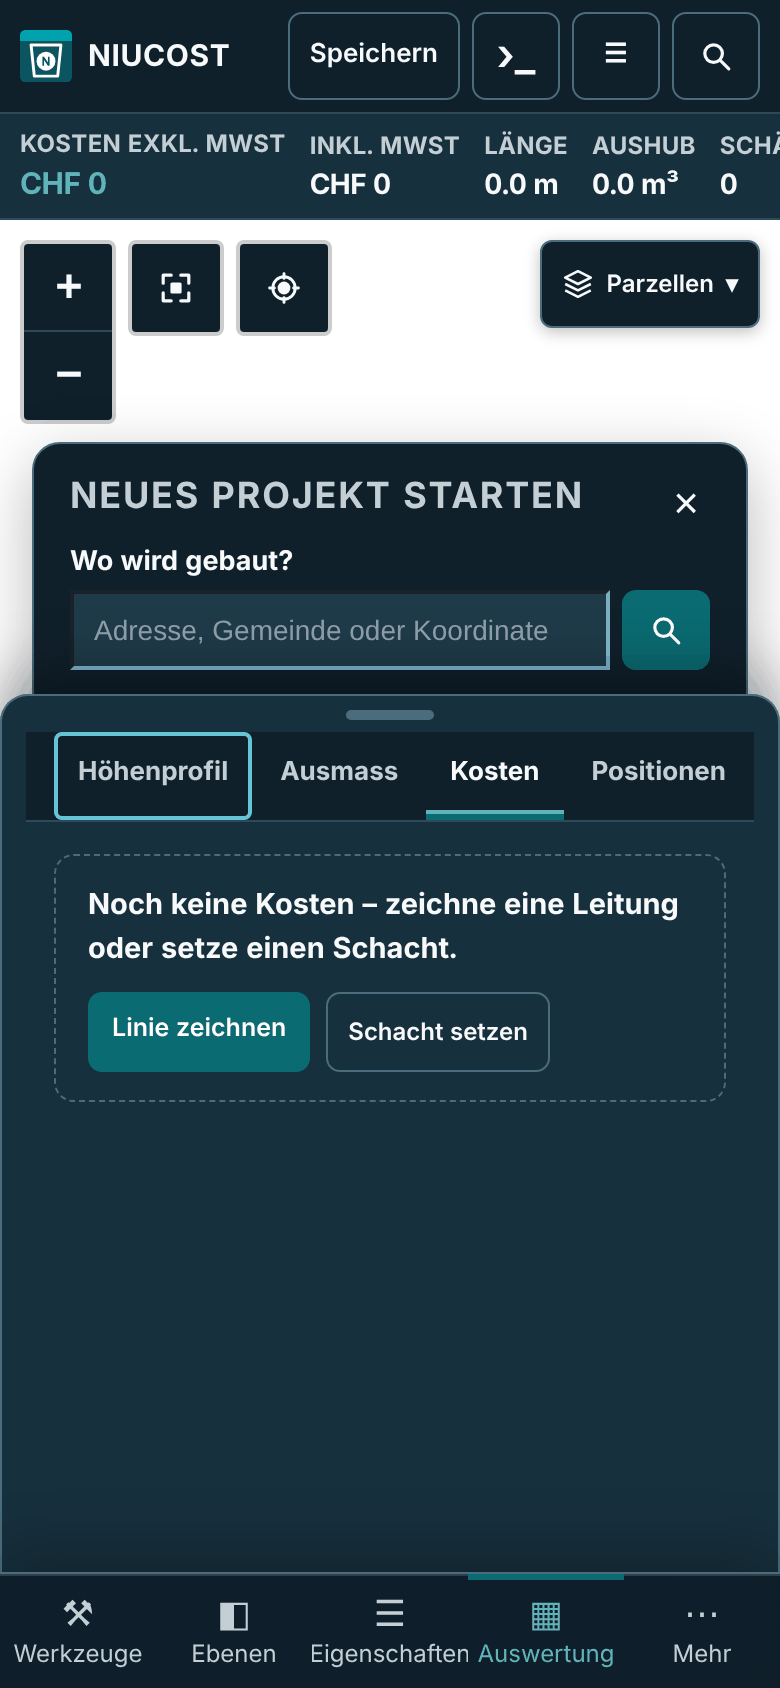 NIUCOST
Speichern
KOSTEN EXKL. MWST INKL. MWST LÄNGE AUSHUB SCHÄ
CHF 0 CHF 0 0.0 m 0.0 m³ 0
Parzellen ▾
NEUES PROJEKT STARTEN
Wo wird gebaut?
Adresse, Gemeinde oder Koordinate
Höhenprofil Ausmass Kosten Positionen
Noch keine Kosten – zeichne eine Leitung
oder setze einen Schacht.
Linie zeichnen Schacht setzen
Werkzeuge Ebenen Eigenschaften Auswertung Mehr